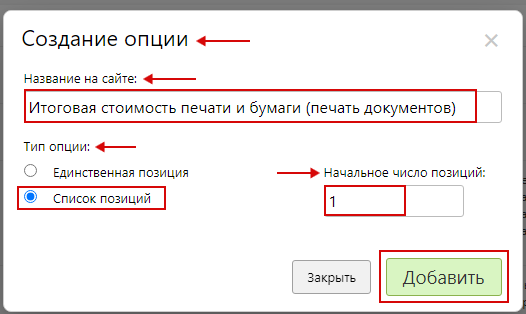 Создание опции
Название на сайте:
Итоговая стоимость печати и бумаги (печать документов)
Тип опции:
Единственная позиция
Начальное число позиций:
Список позиций
1
Закрыть
Добавить